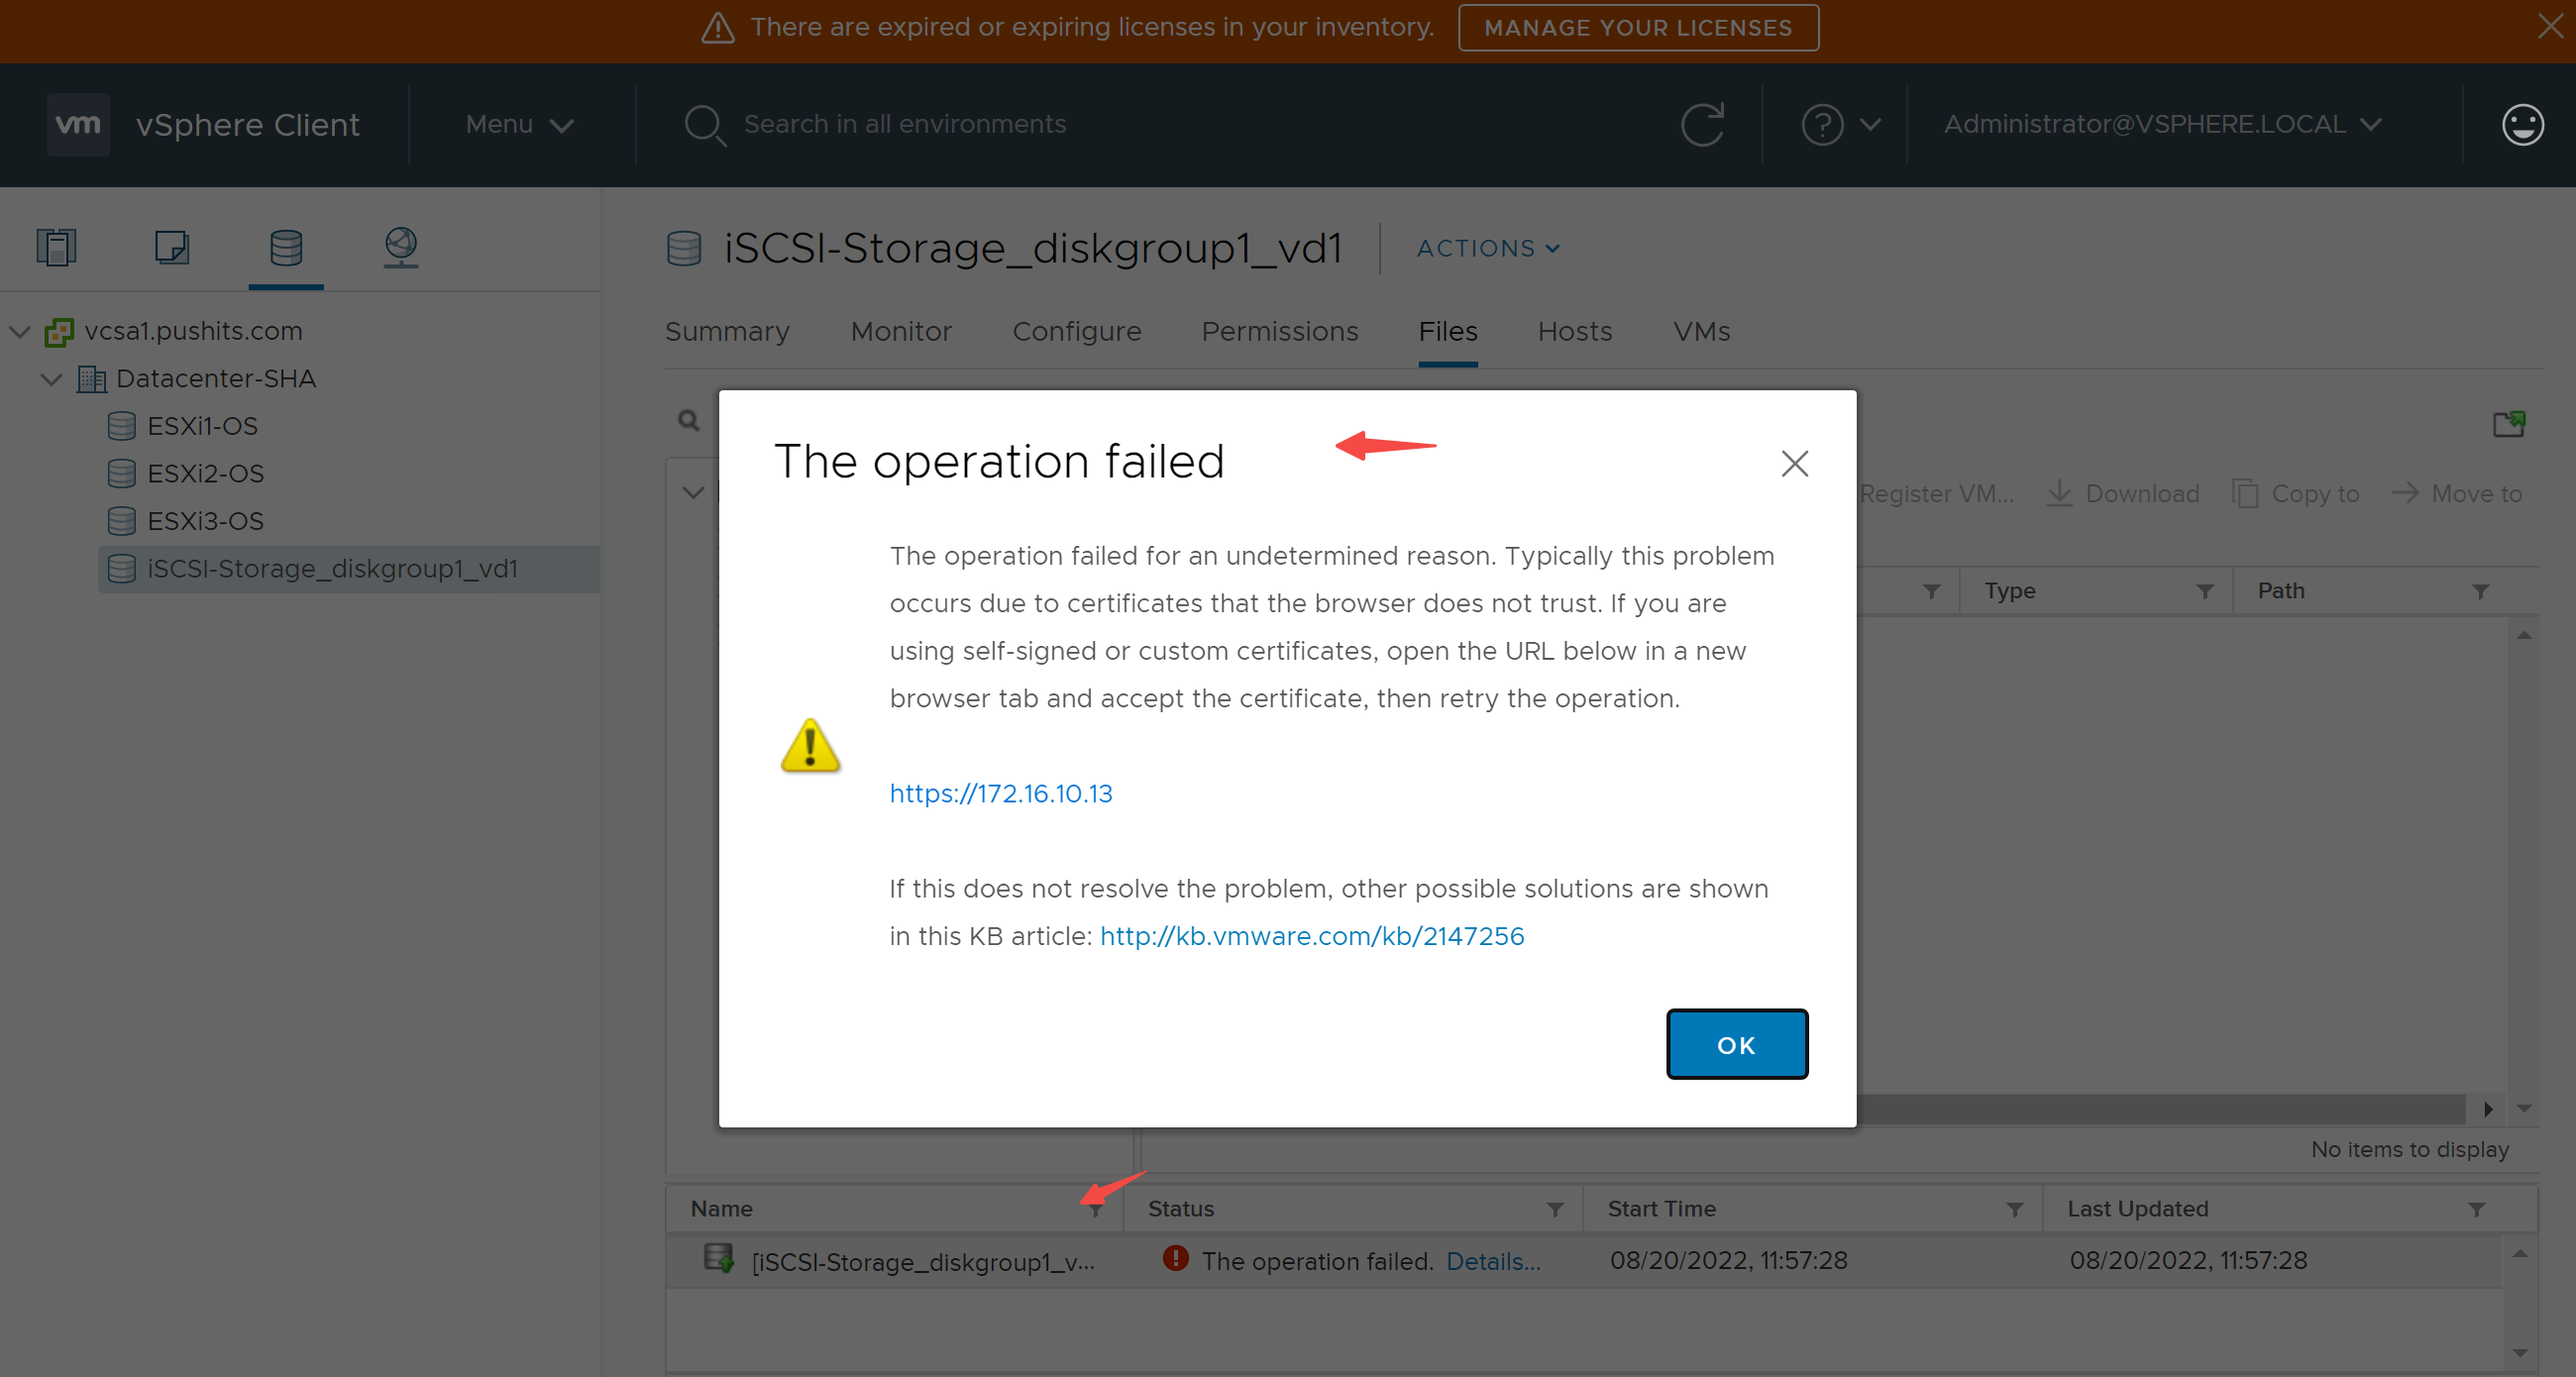 There are expired or expiring licenses in your inventory. MANAGE YOUR LICENSES
vm vSphere Client Menu Search in all environments Administrator@VSPHERE.LOCAL
iSCSI-Storage_diskgroup1_vd1 ACTIONS
Summary Monitor Configure Permissions Files Hosts VMs
vcsa1.pushits.com
Datacenter-SHA
ESXi1-OS
ESXi2-OS
ESXi3-OS
iSCSI-Storage_diskgroup1_vd1
Register VM... Download Copy to Move to
Type Path
The operation failed
The operation failed for an undetermined reason. Typically this problem
occurs due to certificates that the browser does not trust. If you are
using self-signed or custom certificates, open the URL below in a new
browser tab and accept the certificate, then retry the operation.
https://172.16.10.13
If this does not resolve the problem, other possible solutions are shown
in this KB article: http://kb.vmware.com/kb/2147256
OK
No items to display
Name Status Start Time Last Updated
[iSCSI-Storage_diskgroup1_v... The operation failed. Details... 08/20/2022, 11:57:28 08/20/2022, 11:57:28